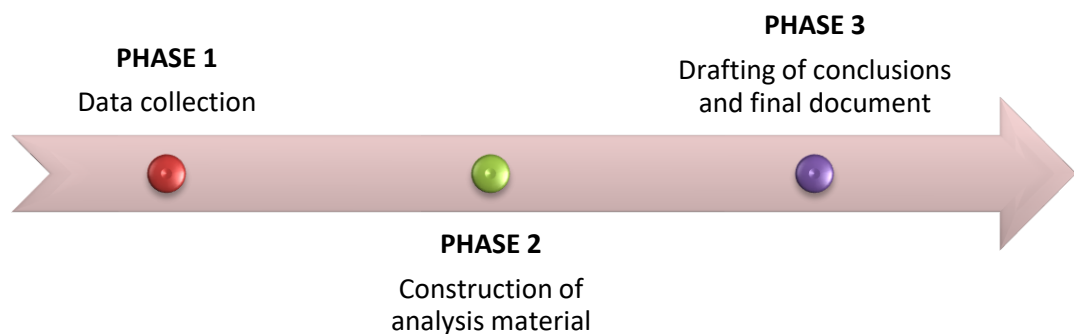 PHASE 1
Data collection
PHASE 2
Construction of
analysis material
PHASE 3
Drafting of conclusions
and final document